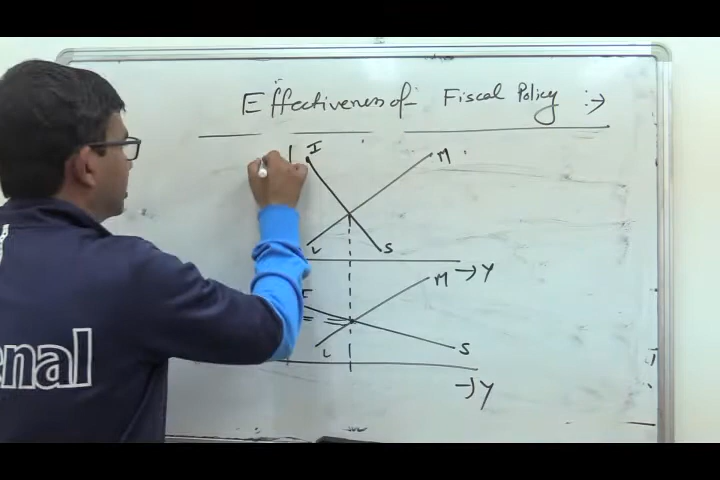 Effectiveness of Fiscal Policy :→
I M
L S
→ Y
M
L S
→ Y
nal